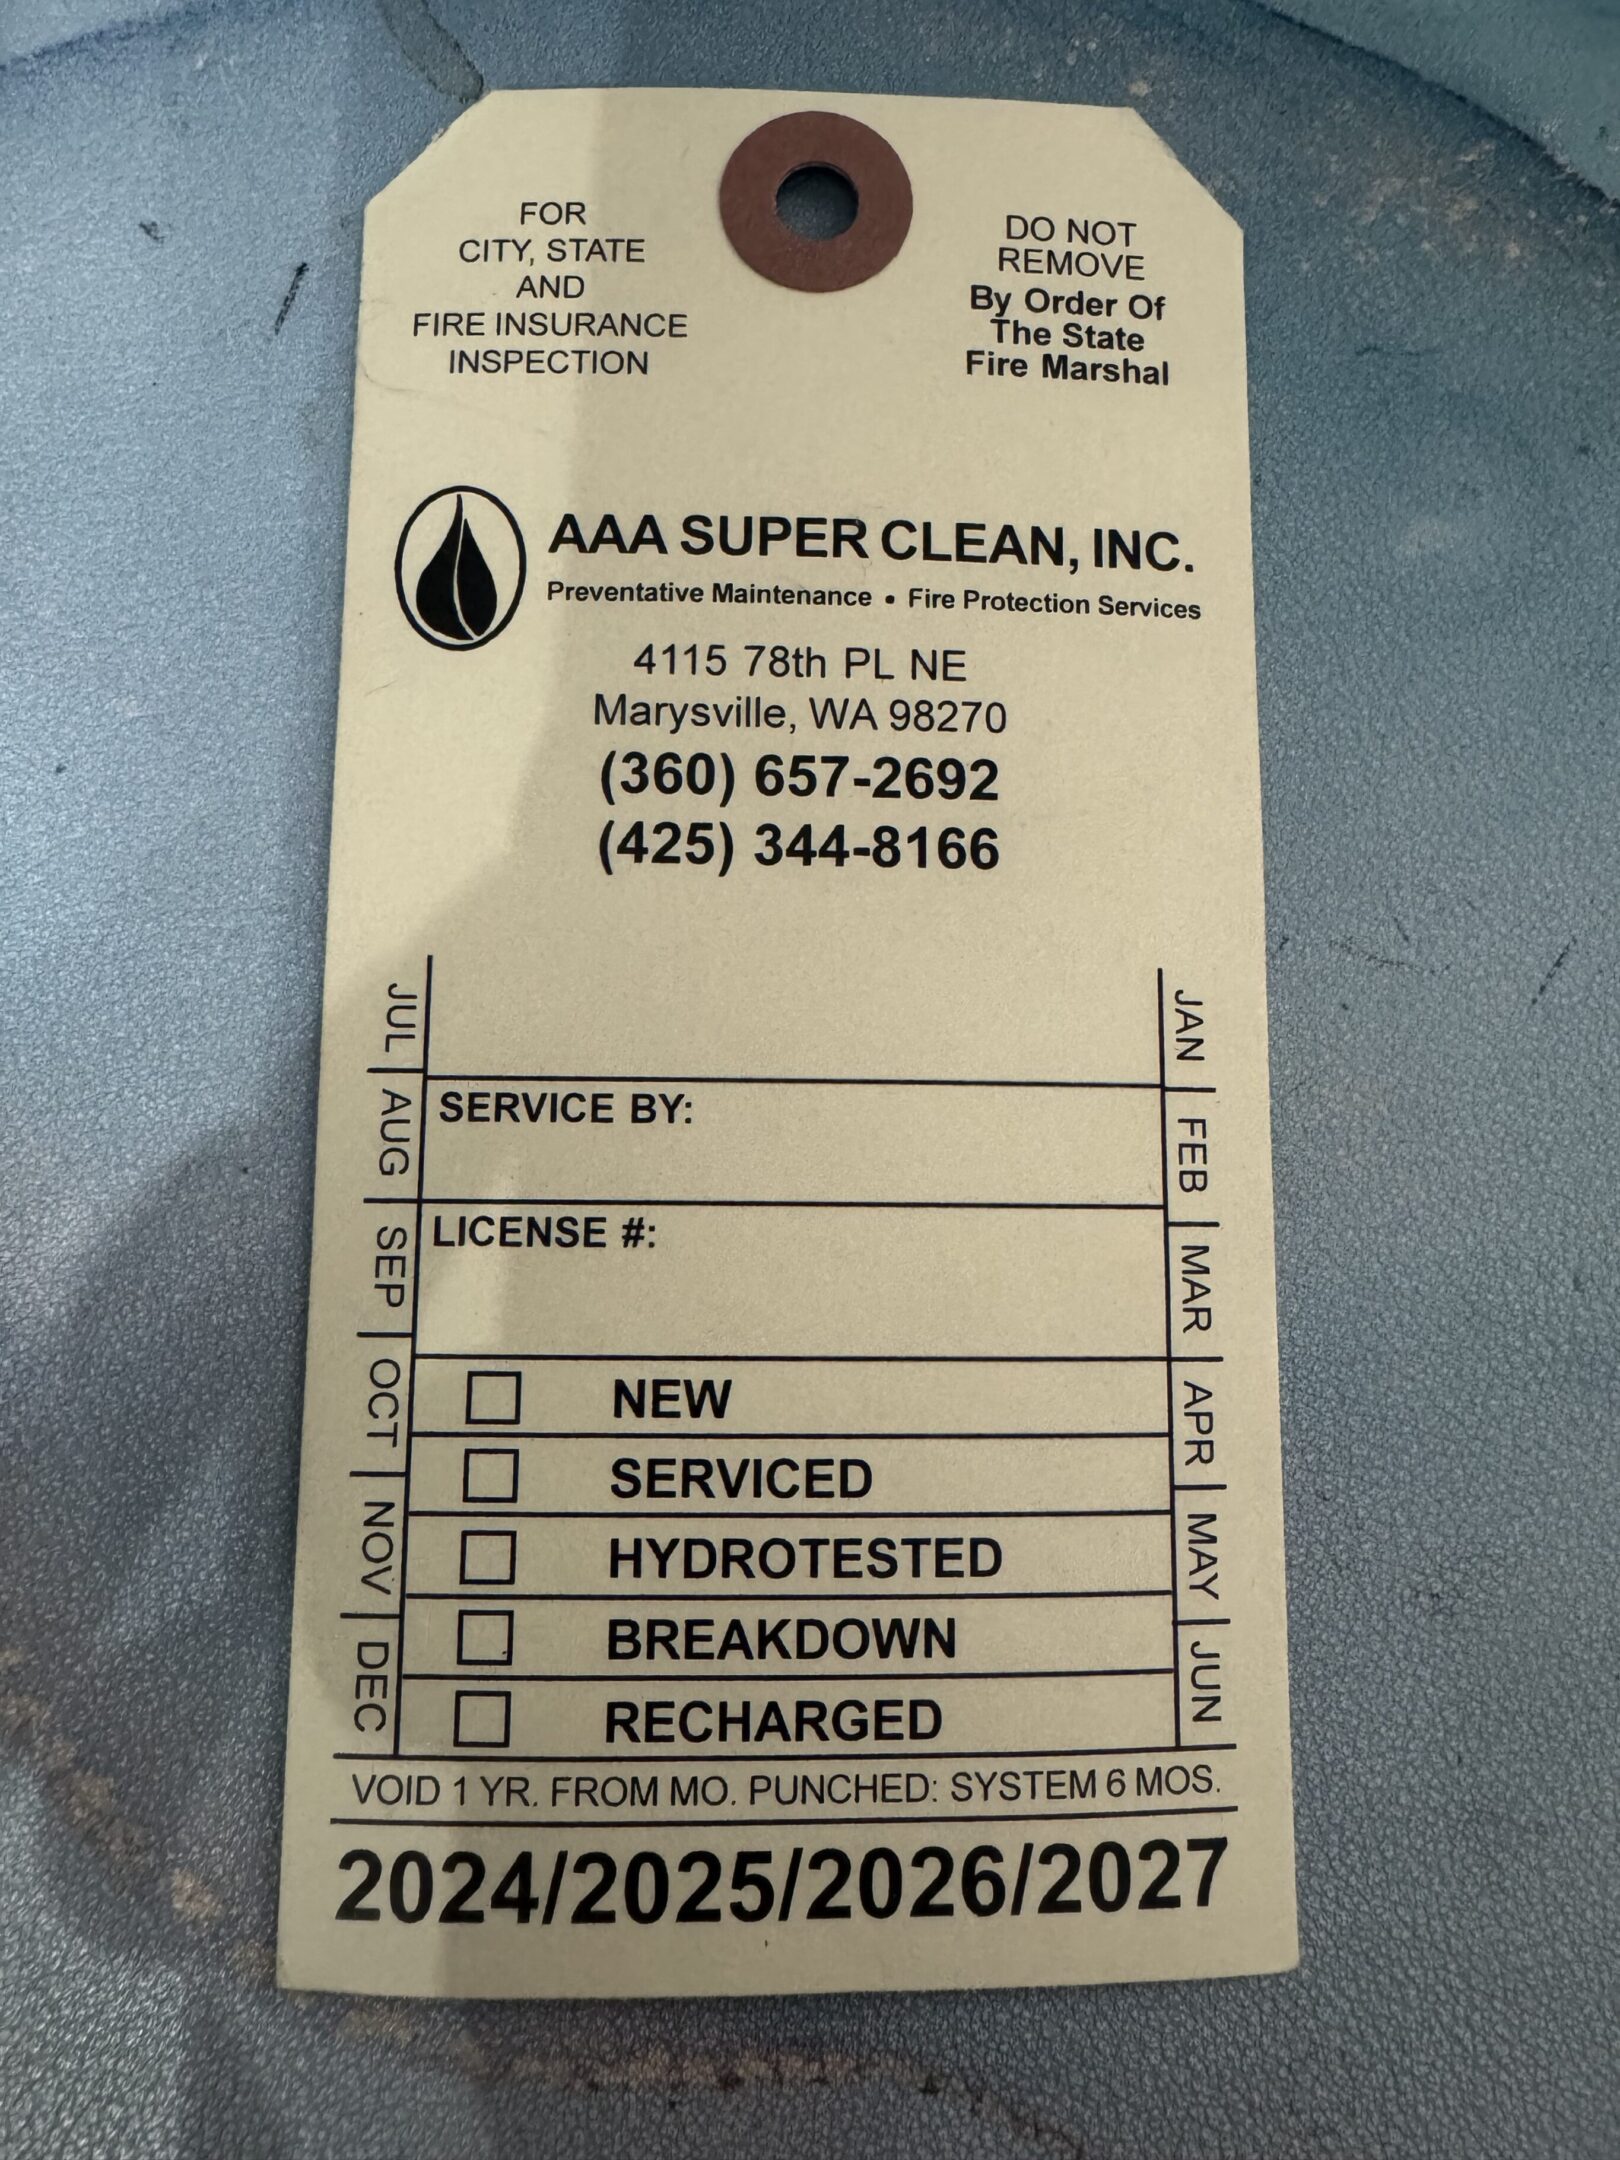 FOR
CITY, STATE
AND
FIRE INSURANCE
INSPECTION
DO NOT
REMOVE
By Order Of
The State
Fire Marshal
AAA SUPER CLEAN, INC.
Preventative Maintenance • Fire Protection Services
4115 78th PL NE
Marysville, WA 98270
(360) 657-2692
(425) 344-8166
JUL
AUG
SEP
OCT
NOV
DEC
SERVICE BY:
LICENSE #:
NEW
SERVICED
HYDROTESTED
BREAKDOWN
RECHARGED
JAN
FEB
MAR
APR
MAY
JUN
VOID 1 YR. FROM MO. PUNCHED: SYSTEM 6 MOS.
2024/2025/2026/2027